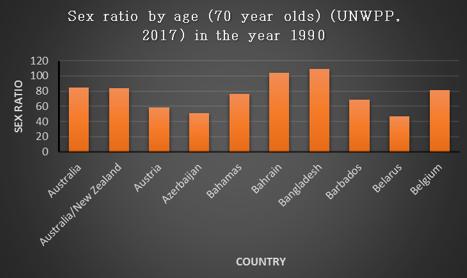 Sex ratio by age (70 year olds) (UNWPP,
2017) in the year 1990
SEX RATIO
120
100
80
60
40
20
0
Australia
Australia/New Zealand
Austria
Azerbaijan
Bahamas
Bahrain
Bangladesh
Barbados
Belarus
Belgium
COUNTRY